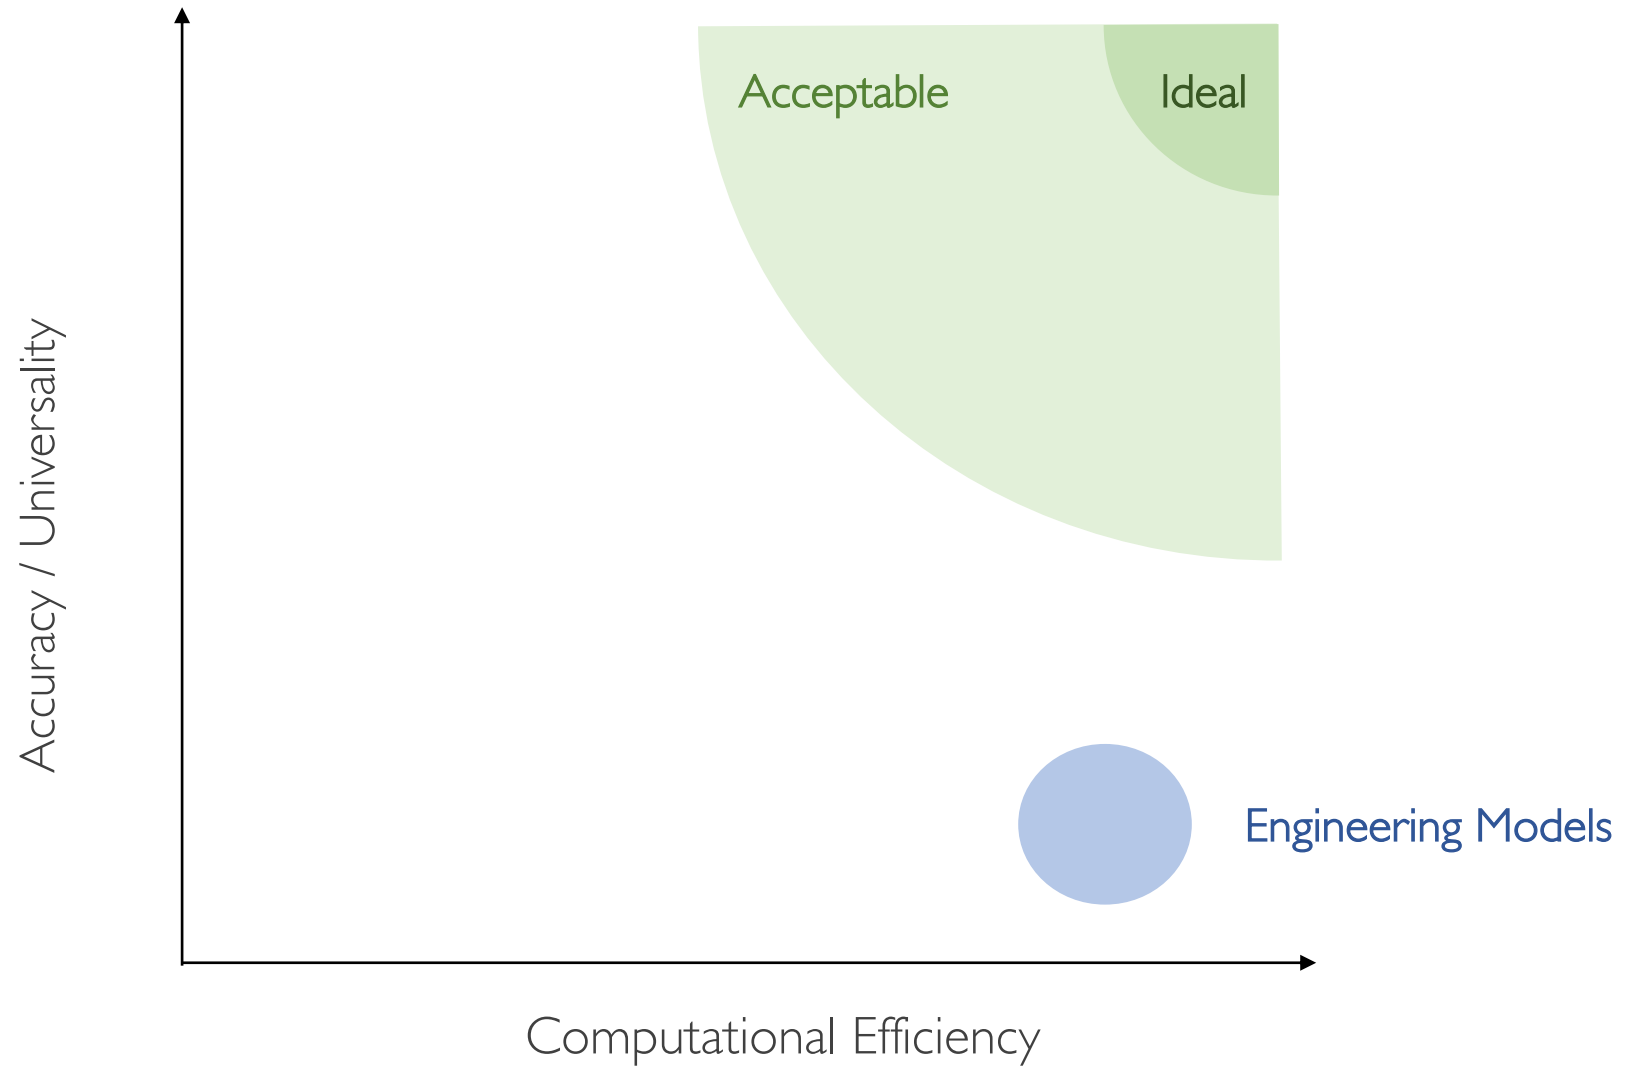 Acceptable
Ideal
Accuracy / Universality
Engineering Models
Computational Efficiency